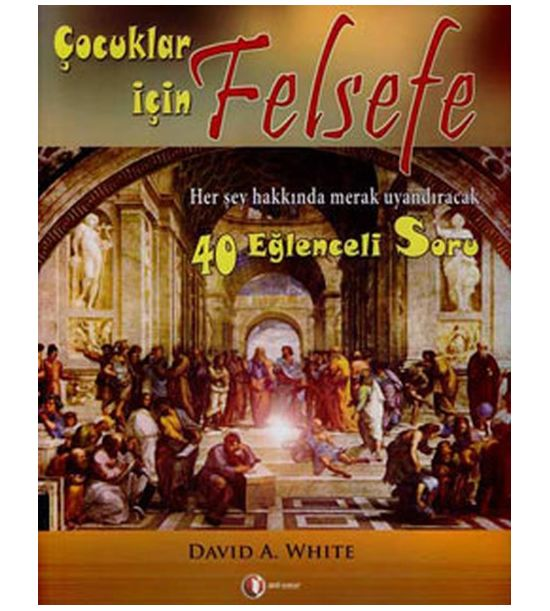 Çocuklar
için
Felsefe
Her şey hakkında merak uyandıracak
40 Eğlenceli Soru
DAVID A. WHITE